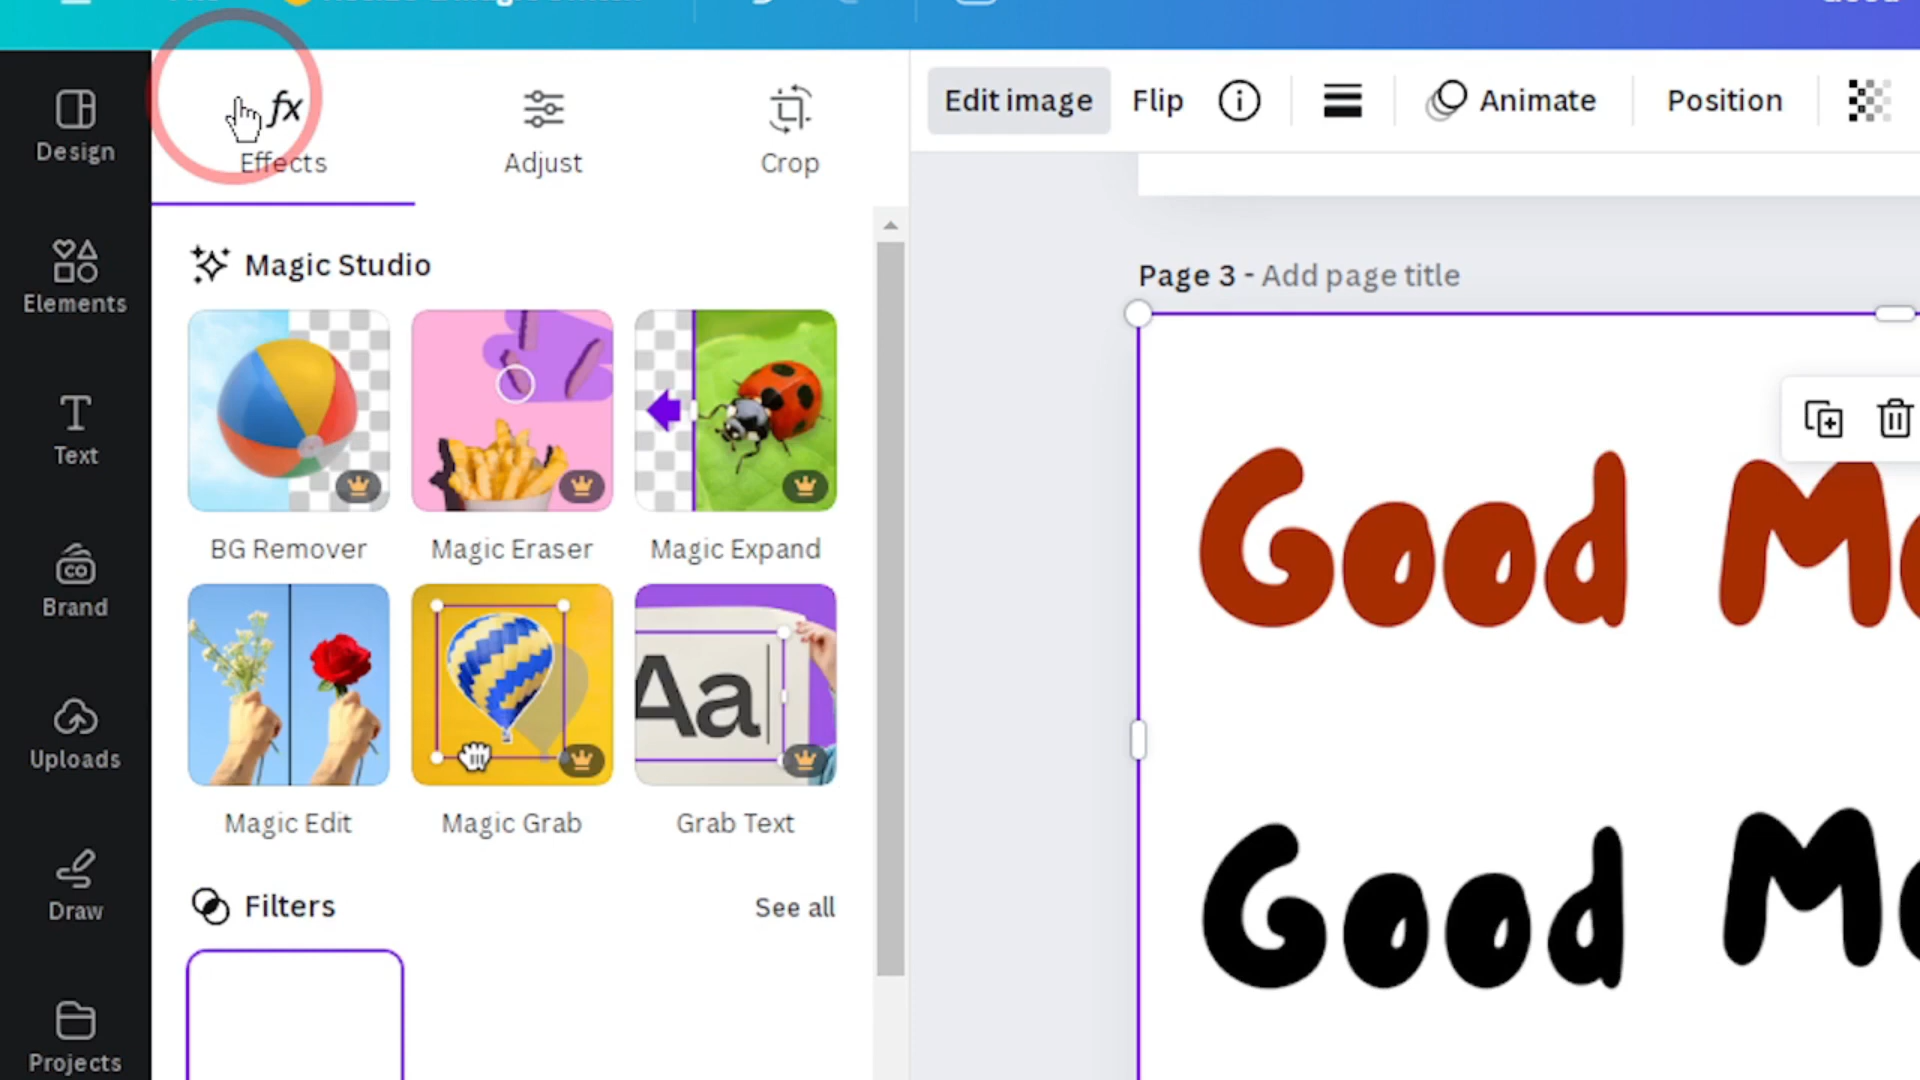 Design
Elements
Text
Brand
Uploads
Draw
Projects
fx
Effects
Adjust
Crop
Magic Studio
BG Remover
Magic Eraser
Magic Expand
Aa
Magic Edit
Magic Grab
Grab Text
Filters
See all
Edit image
Flip
Animate
Position
Page 3 - Add page title
Good
Good